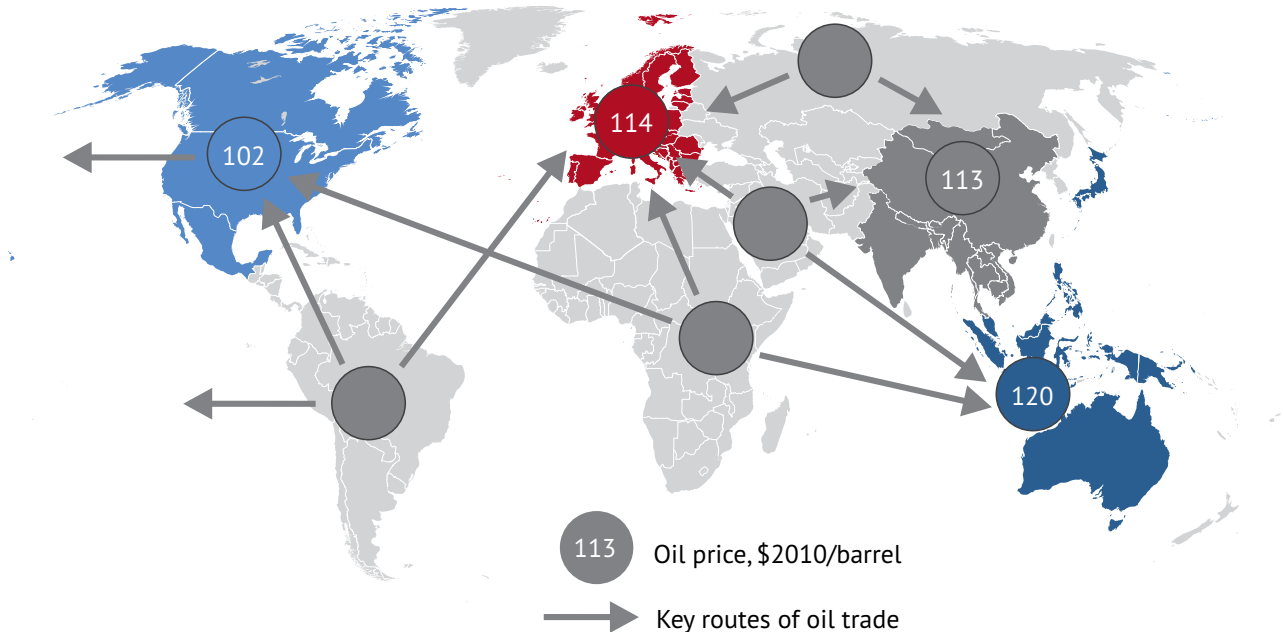 114
102
113
120
113 Oil price, $2010/barrel
Key routes of oil trade